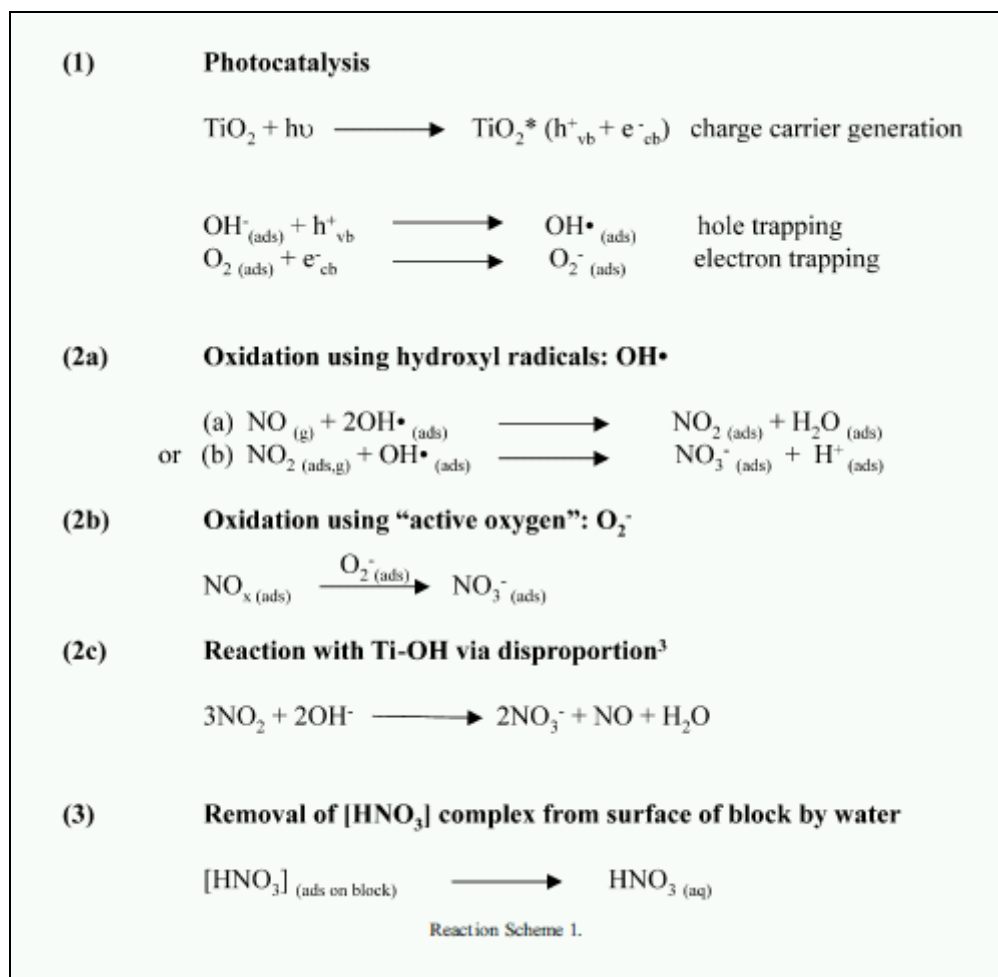 (1) Photocatalysis
TiO₂ + hυ ⟶ TiO₂* (h⁺vb + e⁻cb) charge carrier generation
OH⁻(ads) + h⁺vb ⟶ OH• (ads) hole trapping
O₂ (ads) + e⁻cb ⟶ O₂⁻ (ads) electron trapping
(2a) Oxidation using hydroxyl radicals: OH•
(a) NO (g) + 2OH• (ads) ⟶ NO₂ (ads) + H₂O (ads)
or (b) NO₂ (ads,g) + OH• (ads) ⟶ NO₃⁻ (ads) + H⁺ (ads)
(2b) Oxidation using “active oxygen”: O₂⁻
O₂⁻(ads)
NOx (ads) ⟶ NO₃⁻ (ads)
(2c) Reaction with Ti-OH via disproportion³
3NO₂ + 2OH⁻ ⟶ 2NO₃⁻ + NO + H₂O
(3) Removal of [HNO₃] complex from surface of block by water
[HNO₃] (ads on block) ⟶ HNO₃ (aq)
Reaction Scheme 1.